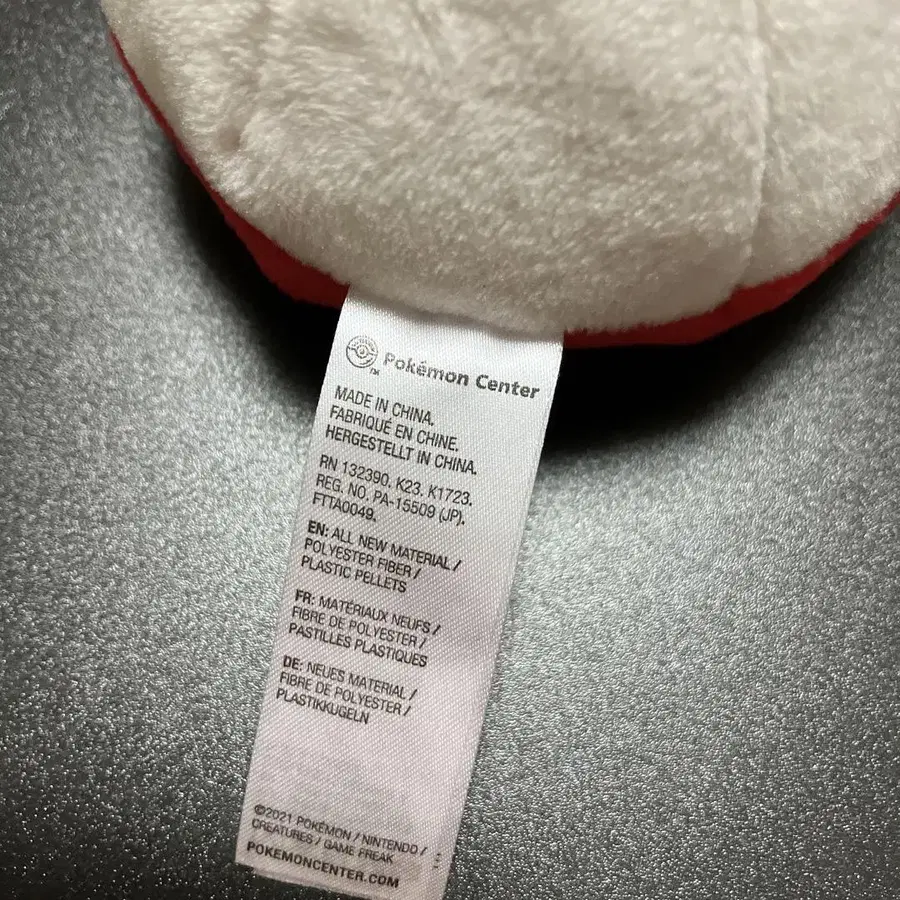 TM Pokémon Center
MADE IN CHINA.
FABRIQUÉ EN CHINE.
HERGESTELLT IN CHINA.
RN 132390. K23. K1723.
REG. NO. PA-15509 (JP).
FTTA0049.
EN: ALL NEW MATERIAL /
POLYESTER FIBER /
PLASTIC PELLETS
FR: MATÉRIAUX NEUFS /
FIBRE DE POLYESTER /
PASTILLES PLASTIQUES
DE: NEUES MATERIAL /
FIBRE DE POLYESTER /
PLASTIKKUGELN
©2021 POKÉMON / NINTENDO /
CREATURES / GAME FREAK
POKEMONCENTER.COM